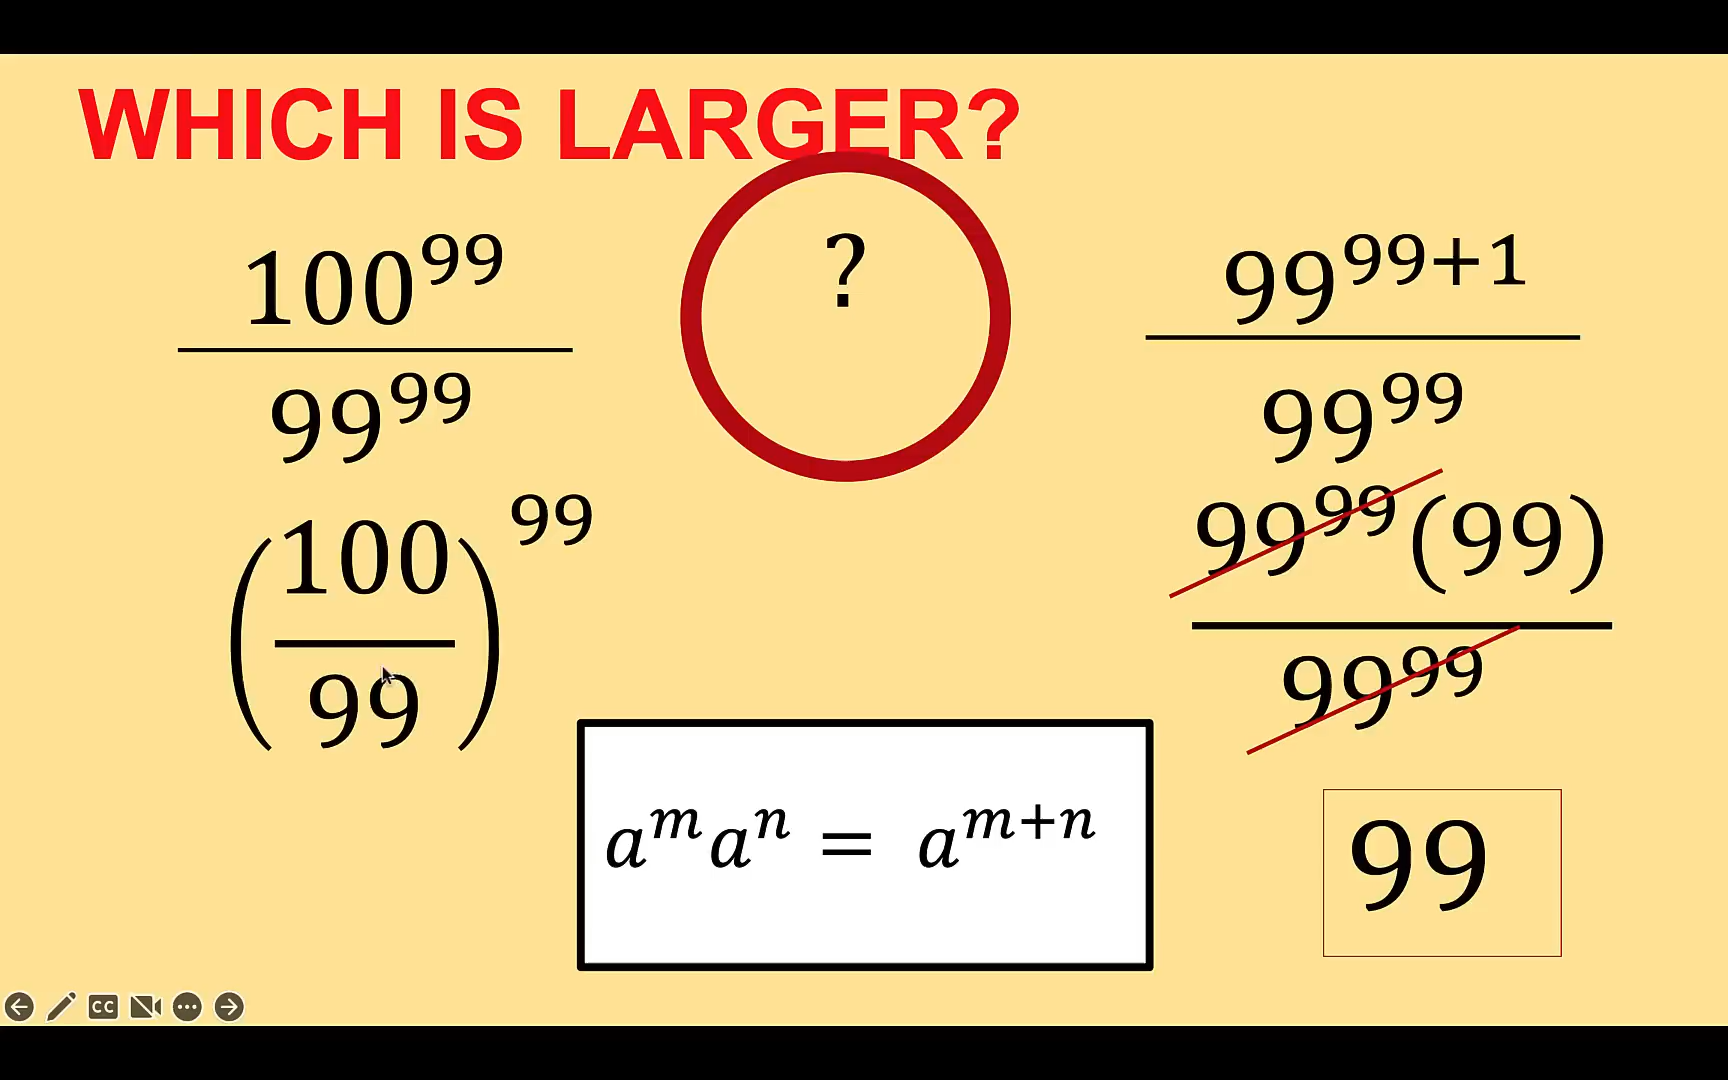 WHICH IS LARGER?
100^99 / 99^99
?
99^(99+1) / 99^99
(100/99)^99
99^99(99) / 99^99
a^m a^n = a^(m+n)
99
CC